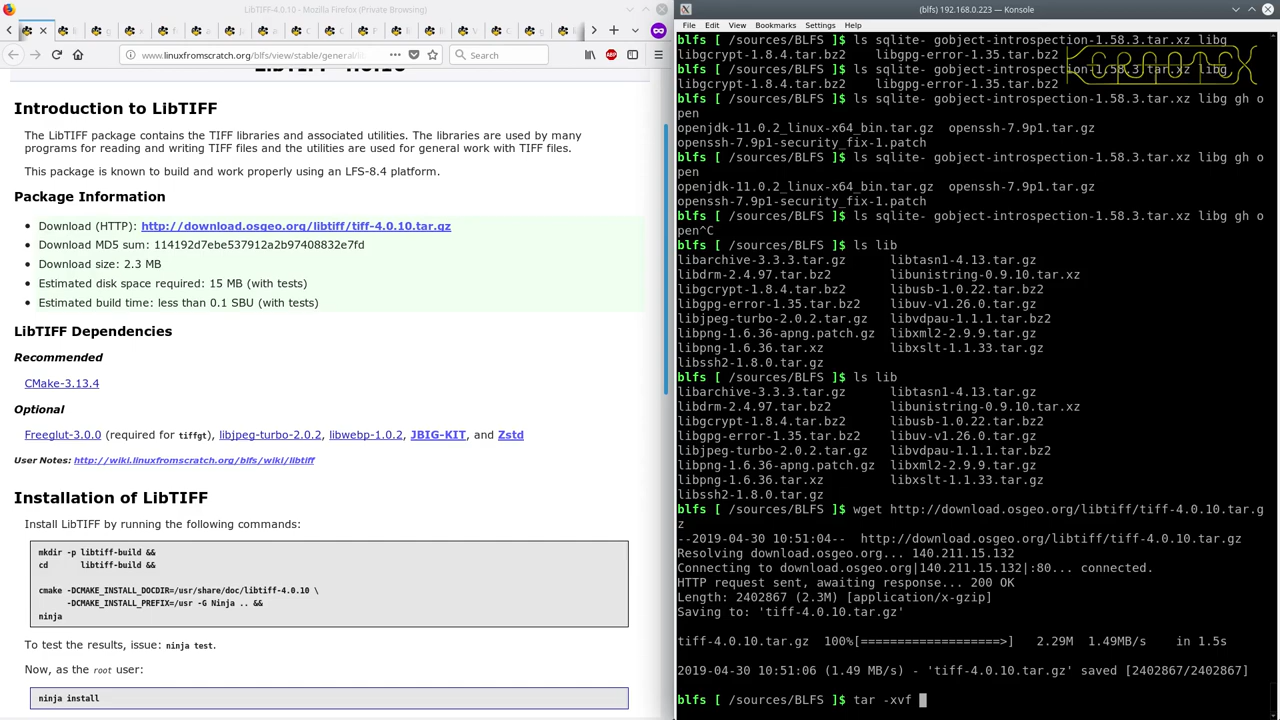 LibTIFF-4.0.10 - Mozilla Firefox (Private Browsing)
www.linuxfromscratch.org/blfs/view/stable/general/lib
Search
Introduction to LibTIFF
The LibTIFF package contains the TIFF libraries and associated utilities. The libraries are used by many
programs for reading and writing TIFF files and the utilities are used for general work with TIFF files.
This package is known to build and work properly using an LFS-8.4 platform.
Package Information
Download (HTTP): http://download.osgeo.org/libtiff/tiff-4.0.10.tar.gz
Download MD5 sum: 114192d7ebe537912a2b97408832e7fd
Download size: 2.3 MB
Estimated disk space required: 15 MB (with tests)
Estimated build time: less than 0.1 SBU (with tests)
LibTIFF Dependencies
Recommended
CMake-3.13.4
Optional
Freeglut-3.0.0 (required for tiffgt), libjpeg-turbo-2.0.2, libwebp-1.0.2, JBIG-KIT, and Zstd
User Notes: http://wiki.linuxfromscratch.org/blfs/wiki/libtiff
Installation of LibTIFF
Install LibTIFF by running the following commands:
mkdir -p libtiff-build &&
cd libtiff-build &&
cmake -DCMAKE_INSTALL_DOCDIR=/usr/share/doc/libtiff-4.0.10 \
-DCMAKE_INSTALL_PREFIX=/usr -G Ninja .. &&
ninja
To test the results, issue: ninja test.
Now, as the root user:
ninja install
(blfs) 192.168.0.223 — Konsole
File Edit View Bookmarks Settings Help
blfs [ /sources/BLFS ]$ ls sqlite- gobject-introspection-1.58.3.tar.xz libg
libgcrypt-1.8.4.tar.bz2 libgpg-error-1.35.tar.bz2
blfs [ /sources/BLFS ]$ ls sqlite- gobject-introspection-1.58.3.tar.xz libg
libgcrypt-1.8.4.tar.bz2 libgpg-error-1.35.tar.bz2
blfs [ /sources/BLFS ]$ ls sqlite- gobject-introspection-1.58.3.tar.xz libg gh o
pen
openjdk-11.0.2_linux-x64_bin.tar.gz openssh-7.9p1.tar.gz
openssh-7.9p1-security_fix-1.patch
blfs [ /sources/BLFS ]$ ls sqlite- gobject-introspection-1.58.3.tar.xz libg gh o
pen
openjdk-11.0.2_linux-x64_bin.tar.gz openssh-7.9p1.tar.gz
openssh-7.9p1-security_fix-1.patch
blfs [ /sources/BLFS ]$ ls sqlite- gobject-introspection-1.58.3.tar.xz libg gh o
pen^C
blfs [ /sources/BLFS ]$ ls lib
libarchive-3.3.3.tar.gz libtasn1-4.13.tar.gz
libdrm-2.4.97.tar.bz2 libunistring-0.9.10.tar.xz
libgcrypt-1.8.4.tar.bz2 libusb-1.0.22.tar.bz2
libgpg-error-1.35.tar.bz2 libuv-v1.26.0.tar.gz
libjpeg-turbo-2.0.2.tar.gz libvdpau-1.1.1.tar.bz2
libpng-1.6.36-apng.patch.gz libxml2-2.9.9.tar.gz
libpng-1.6.36.tar.xz libxslt-1.1.33.tar.gz
libssh2-1.8.0.tar.gz
blfs [ /sources/BLFS ]$ ls lib
libarchive-3.3.3.tar.gz libtasn1-4.13.tar.gz
libdrm-2.4.97.tar.bz2 libunistring-0.9.10.tar.xz
libgcrypt-1.8.4.tar.bz2 libusb-1.0.22.tar.bz2
libgpg-error-1.35.tar.bz2 libuv-v1.26.0.tar.gz
libjpeg-turbo-2.0.2.tar.gz libvdpau-1.1.1.tar.bz2
libpng-1.6.36-apng.patch.gz libxml2-2.9.9.tar.gz
libpng-1.6.36.tar.xz libxslt-1.1.33.tar.gz
libssh2-1.8.0.tar.gz
blfs [ /sources/BLFS ]$ wget http://download.osgeo.org/libtiff/tiff-4.0.10.tar.g
z
--2019-04-30 10:51:04-- http://download.osgeo.org/libtiff/tiff-4.0.10.tar.gz
Resolving download.osgeo.org... 140.211.15.132
Connecting to download.osgeo.org|140.211.15.132|:80... connected.
HTTP request sent, awaiting response... 200 OK
Length: 2402867 (2.3M) [application/x-gzip]
Saving to: 'tiff-4.0.10.tar.gz'
tiff-4.0.10.tar.gz 100%[===================>] 2.29M 1.49MB/s in 1.5s
2019-04-30 10:51:06 (1.49 MB/s) - 'tiff-4.0.10.tar.gz' saved [2402867/2402867]
blfs [ /sources/BLFS ]$ tar -xvf